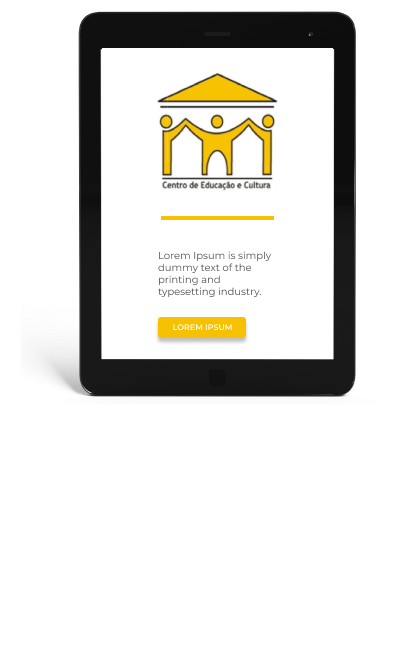 Centro de Educação e Cultura
Lorem Ipsum is simply
dummy text of the
printing and
typesetting industry.
LOREM IPSUM